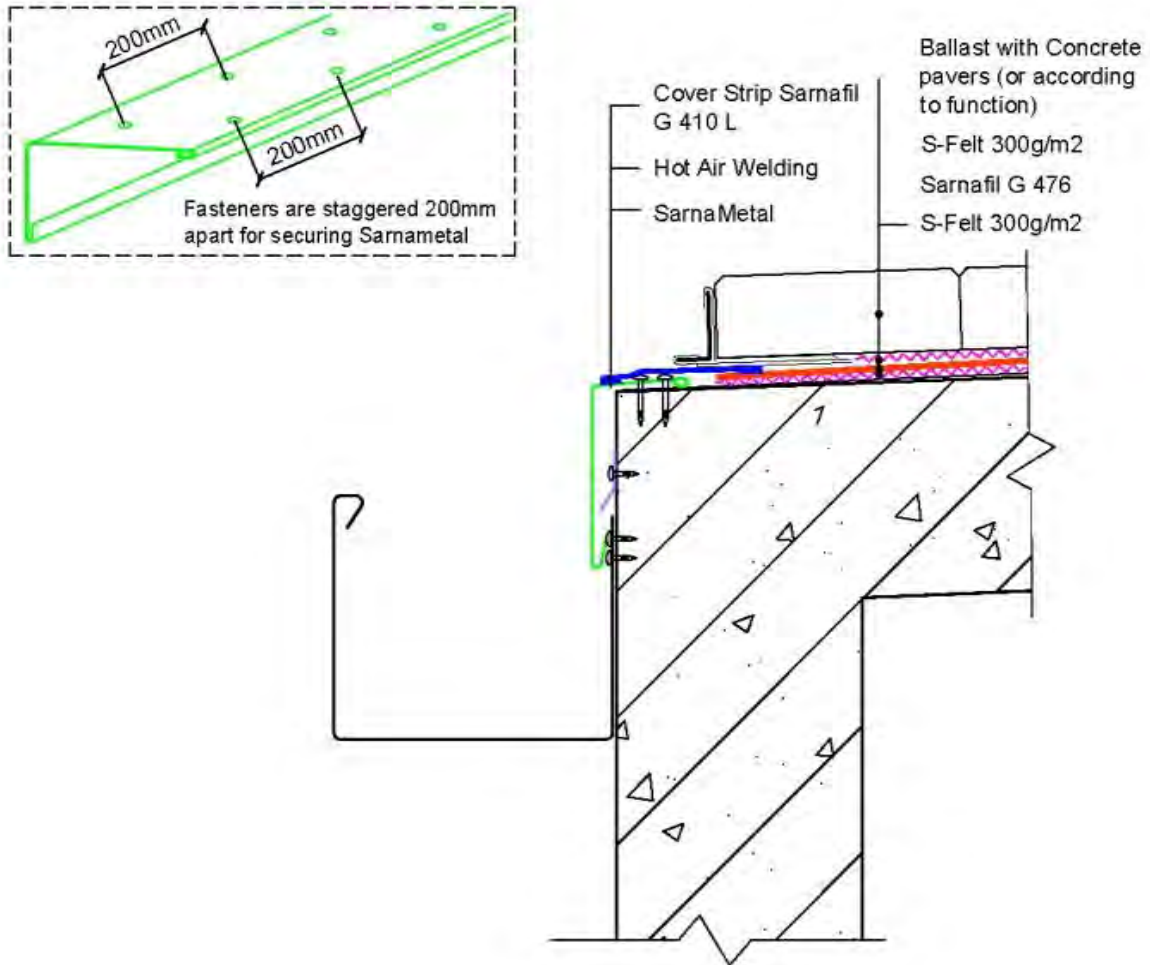 200mm
200mm
Fasteners are staggered 200mm
apart for securing Sarnametal
Cover Strip Sarnafil
G 410 L
Hot Air Welding
SarnaMetal
Ballast with Concrete
pavers (or according
to function)
S-Felt 300g/m2
Sarnafil G 476
S-Felt 300g/m2